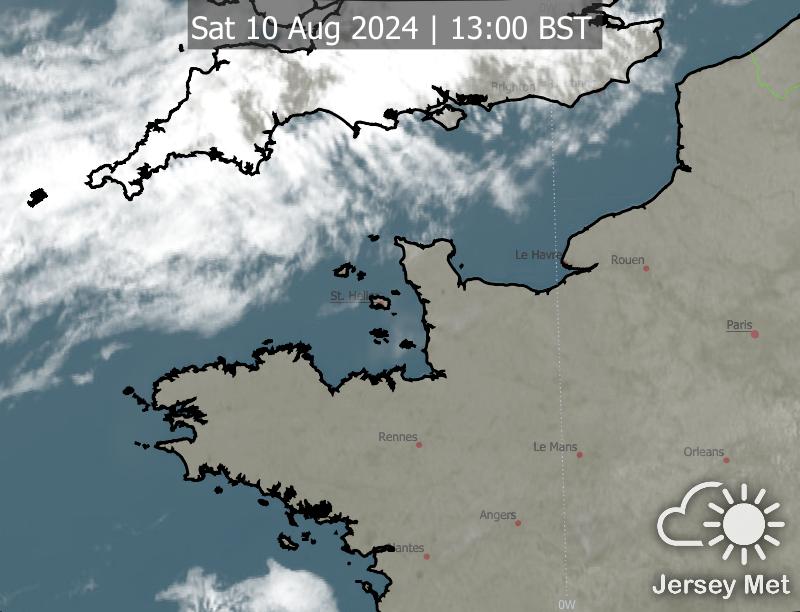 Sat 10 Aug 2024 | 13:00 BST
Le Havre
Rouen
St. Helier
Paris
Rennes
Le Mans
Orleans
Angers
Nantes
Jersey Met
0W